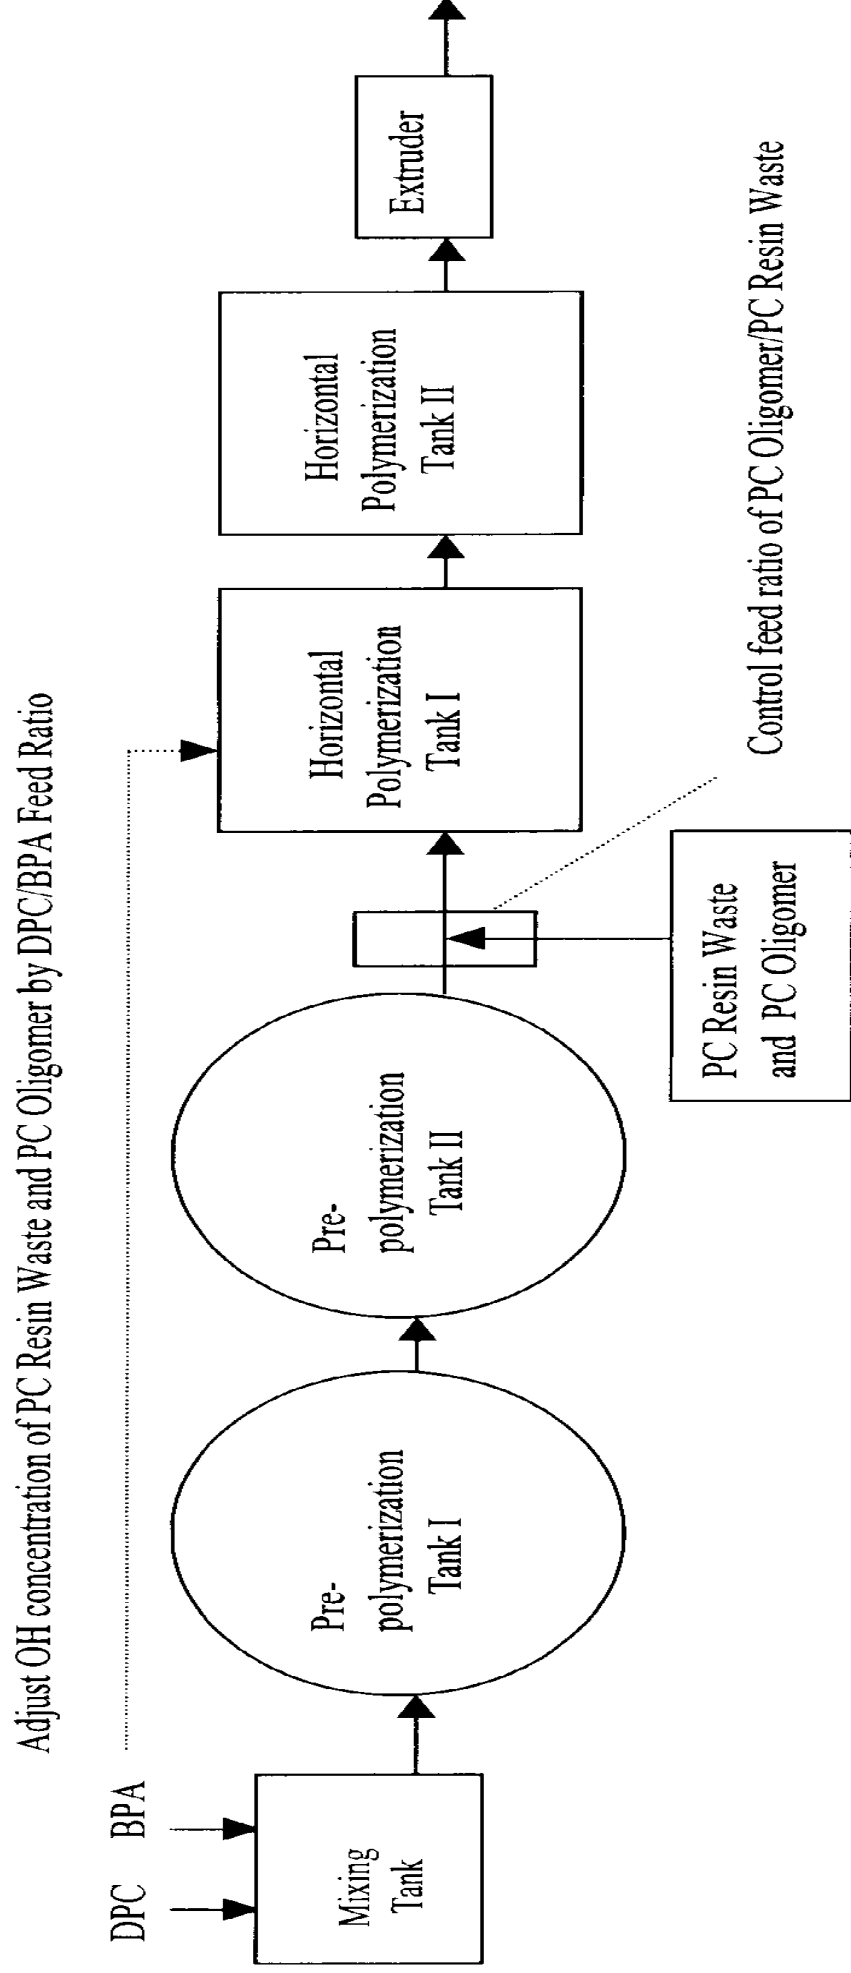 Adjust OH concentration of PC Resin Waste and PC Oligomer by DPC/BPA Feed Ratio
DPC BPA
Mixing
Tank
Pre-
polymerization
Tank I
Pre-
polymerization
Tank II
PC Resin Waste
and PC Oligomer
Horizontal
Polymerization
Tank I
Horizontal
Polymerization
Tank II
Extruder
Control feed ratio of PC Oligomer/PC Resin Waste